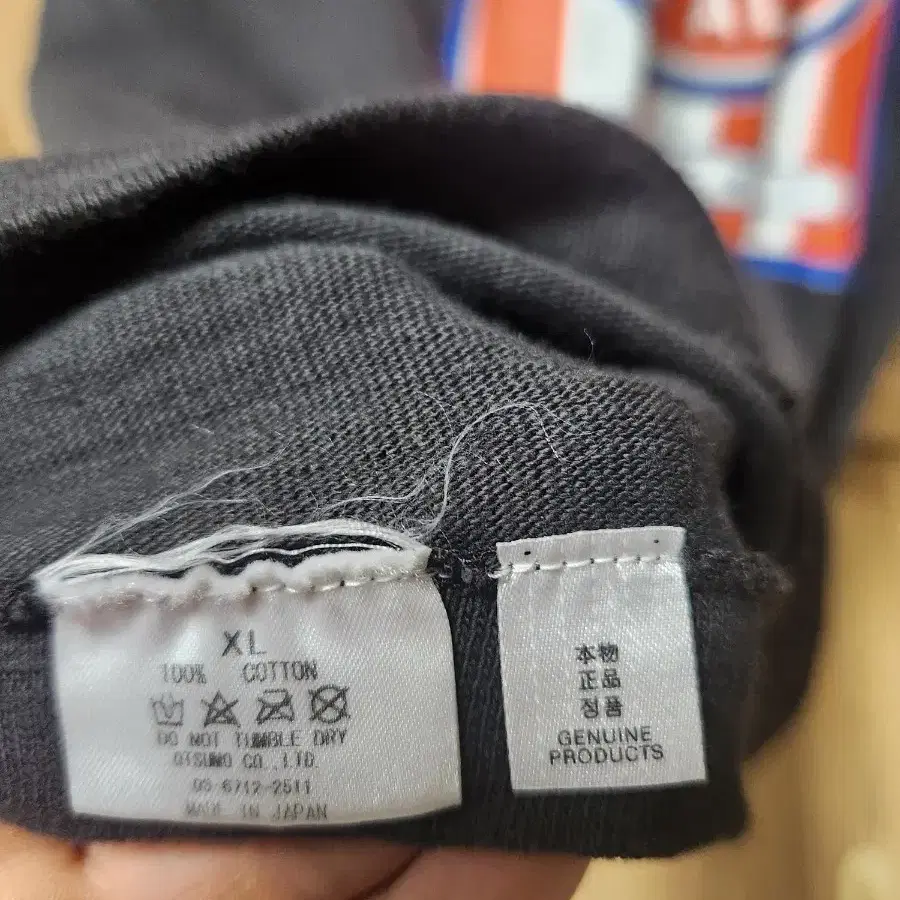 XL
100% COTTON
DO NOT TUMBLE DRY
OTSUMO CO.,LTD.
03-6712-2511
MADE IN JAPAN
本物
正品
정품
GENUINE
PRODUCTS